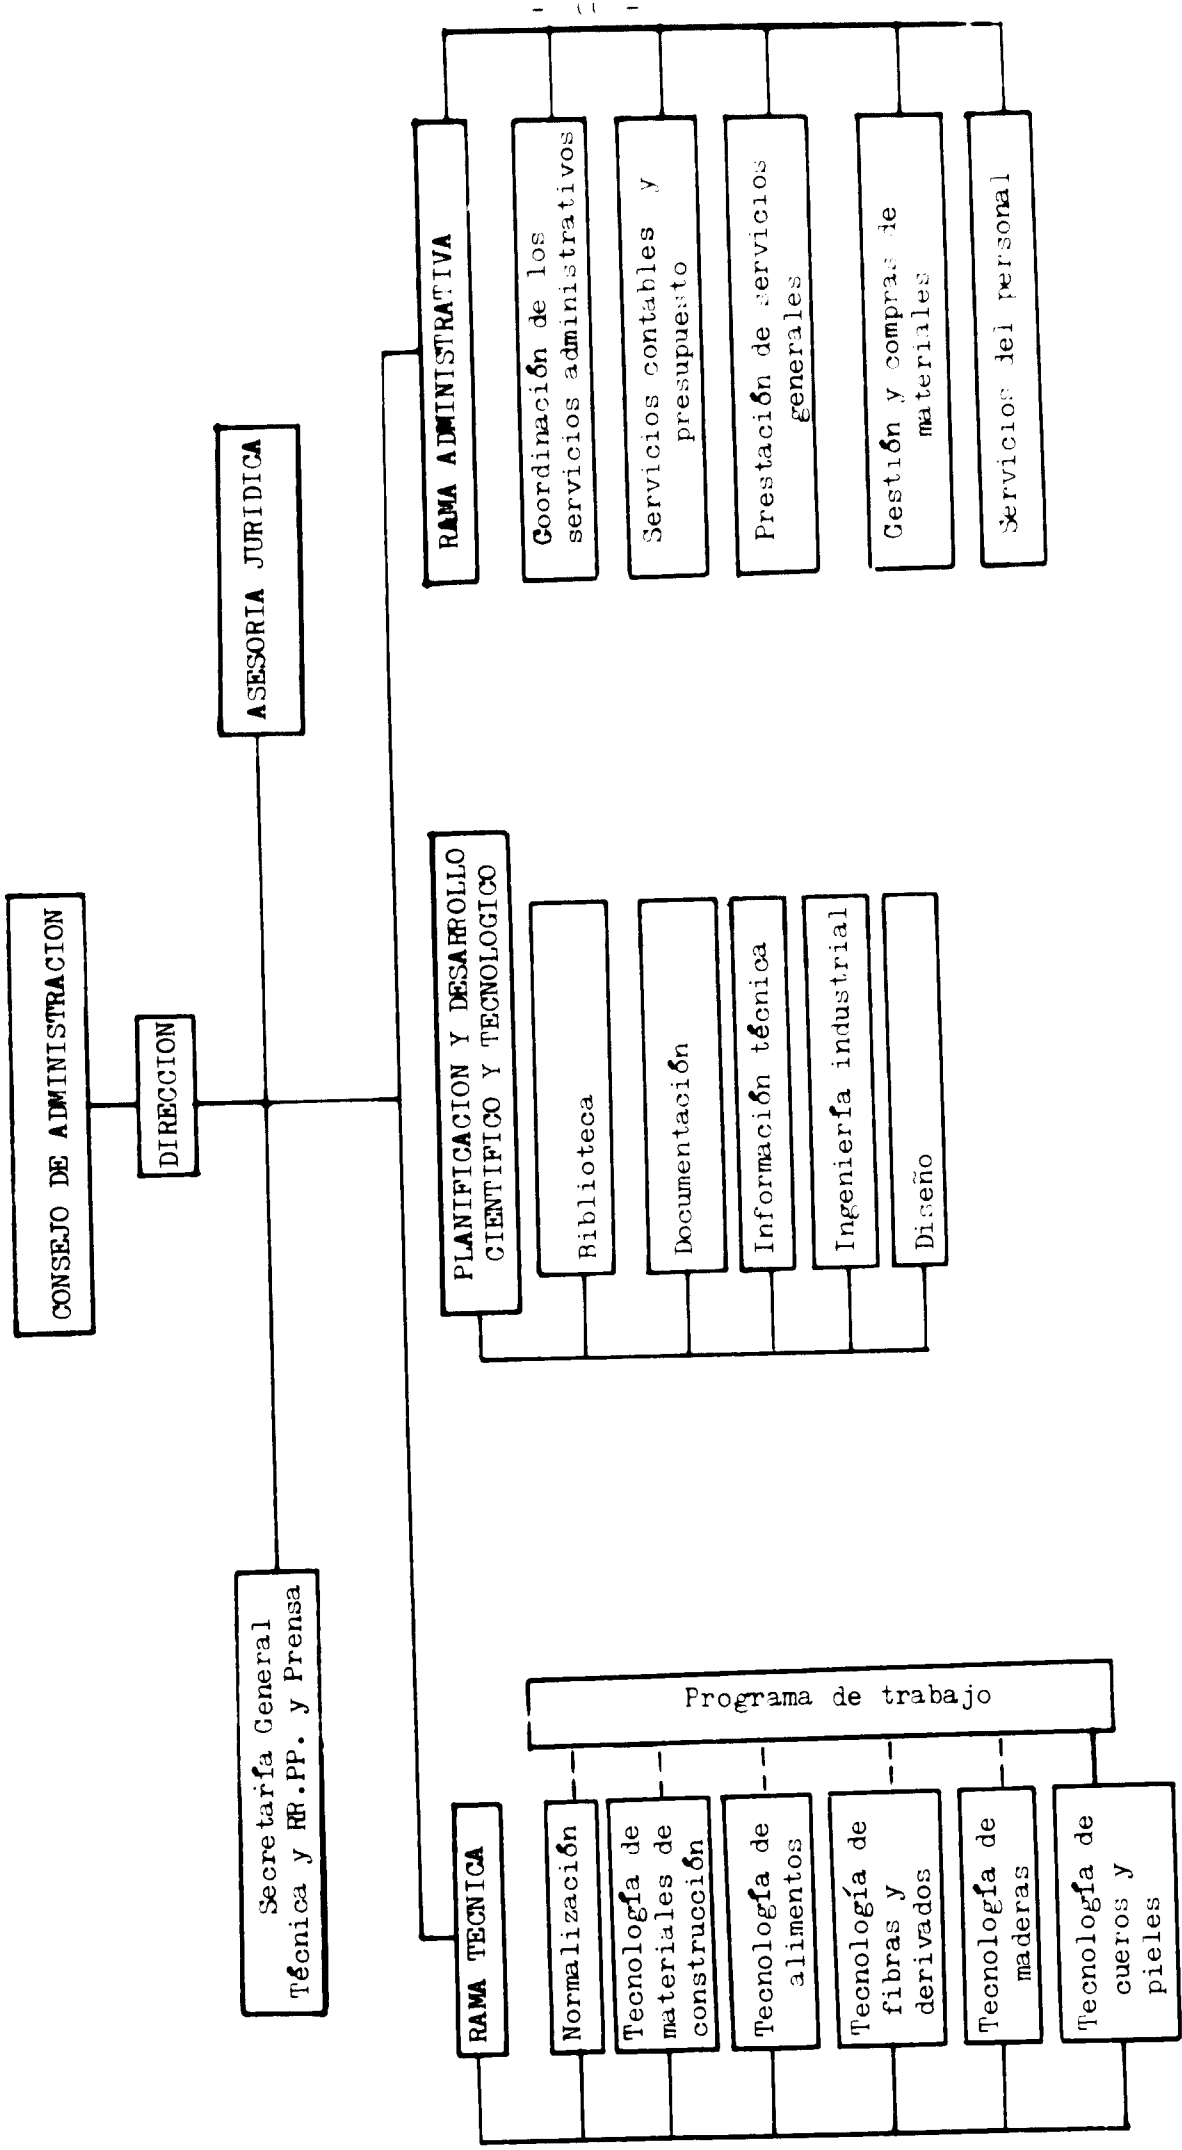 CONSEJO DE ADMINISTRACION
DIRECCION
Secretaría General
Técnica y RR.PP. y Prensa
ASESORIA JURIDICA
RAMA TECNICA
Normalización
Tecnología de
materiales de
construcción
Tecnología de
alimentos
Tecnología de
fibras y
derivados
Tecnología de
maderas
Tecnología de
cueros y
pieles
Programa de trabajo
PLANIFICACION Y DESARROLLO
CIENTIFICO Y TECNOLOGICO
Biblioteca
Documentación
Información técnica
Ingeniería industrial
Diseño
RAMA ADMINISTRATIVA
Coordinación de los
servicios administrativos
Servicios contables y
presupuesto
Prestación de servicios
generales
Gestión y compras de
materiales
Servicios del personal